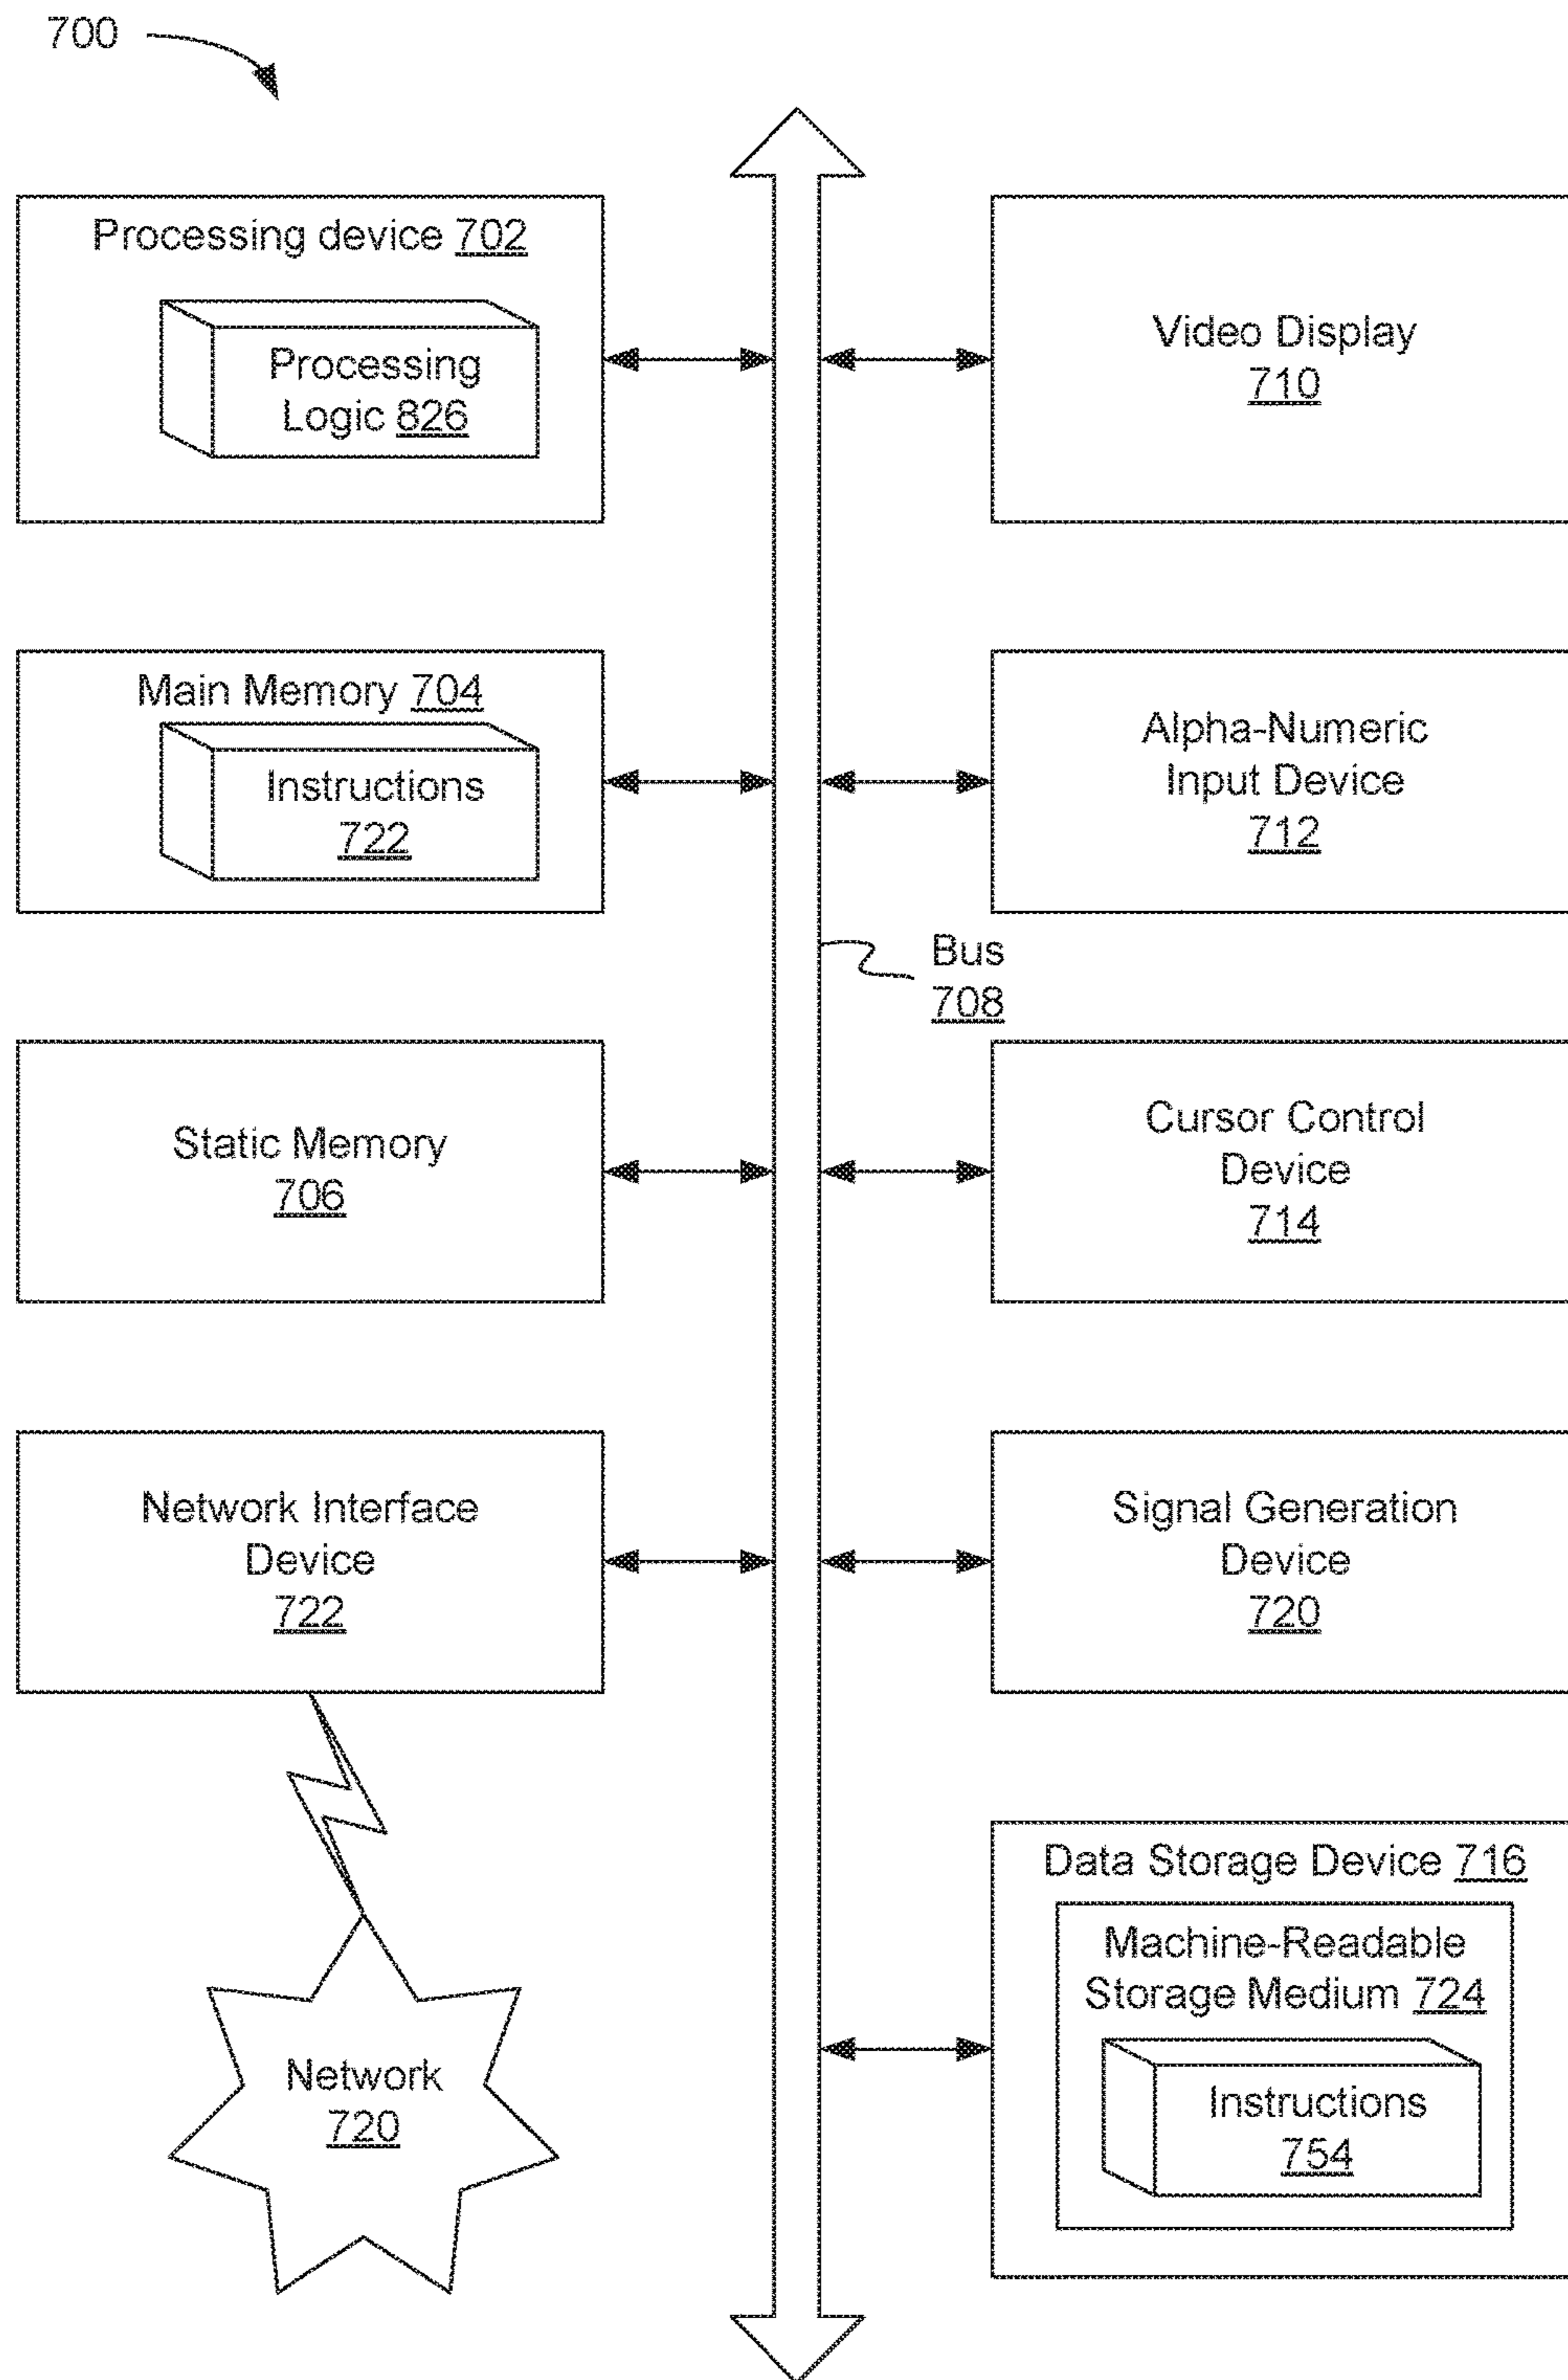 700
Processing device 702
Processing
Logic 826
Video Display
710
Main Memory 704
Instructions
722
Alpha-Numeric
Input Device
712
Bus
708
Static Memory
706
Cursor Control
Device
714
Network Interface
Device
722
Signal Generation
Device
720
Data Storage Device 716
Machine-Readable
Storage Medium 724
Instructions
754
Network
720